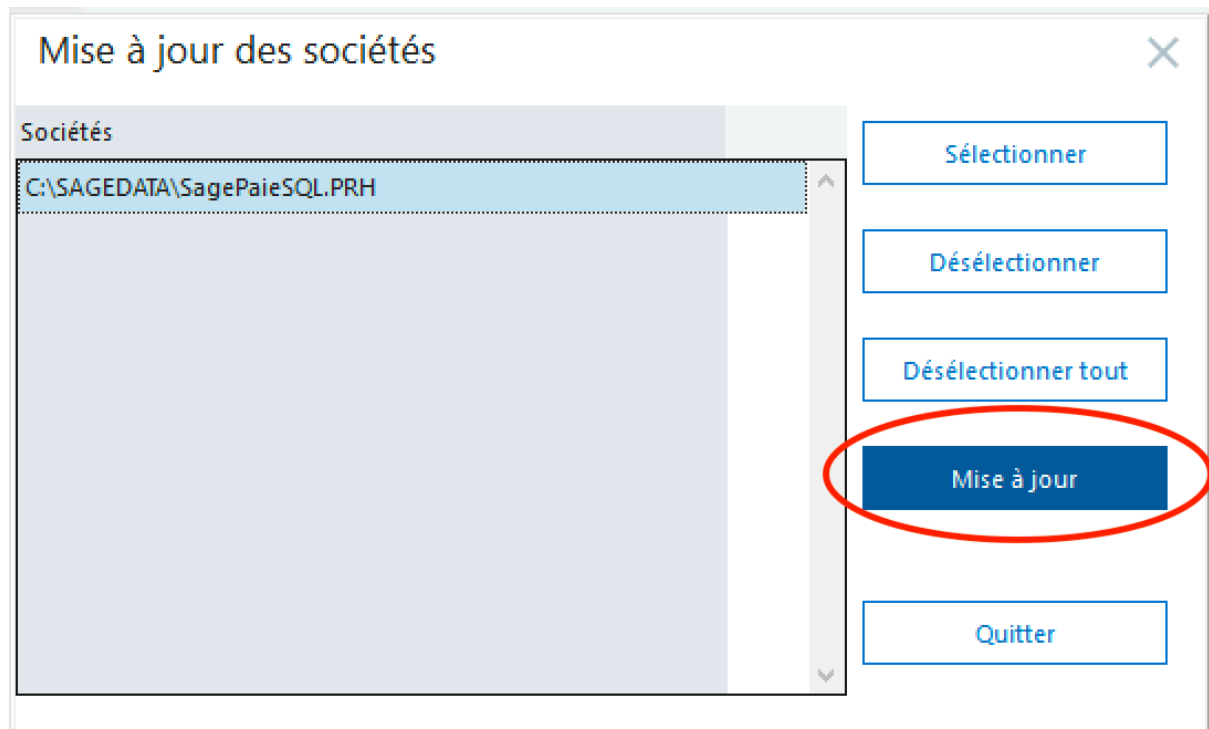 Mise à jour des sociétés
Sociétés
C:\SAGEDATA\SagePaieSQL.PRH
Sélectionner
Désélectionner
Désélectionner tout
Mise à jour
Quitter